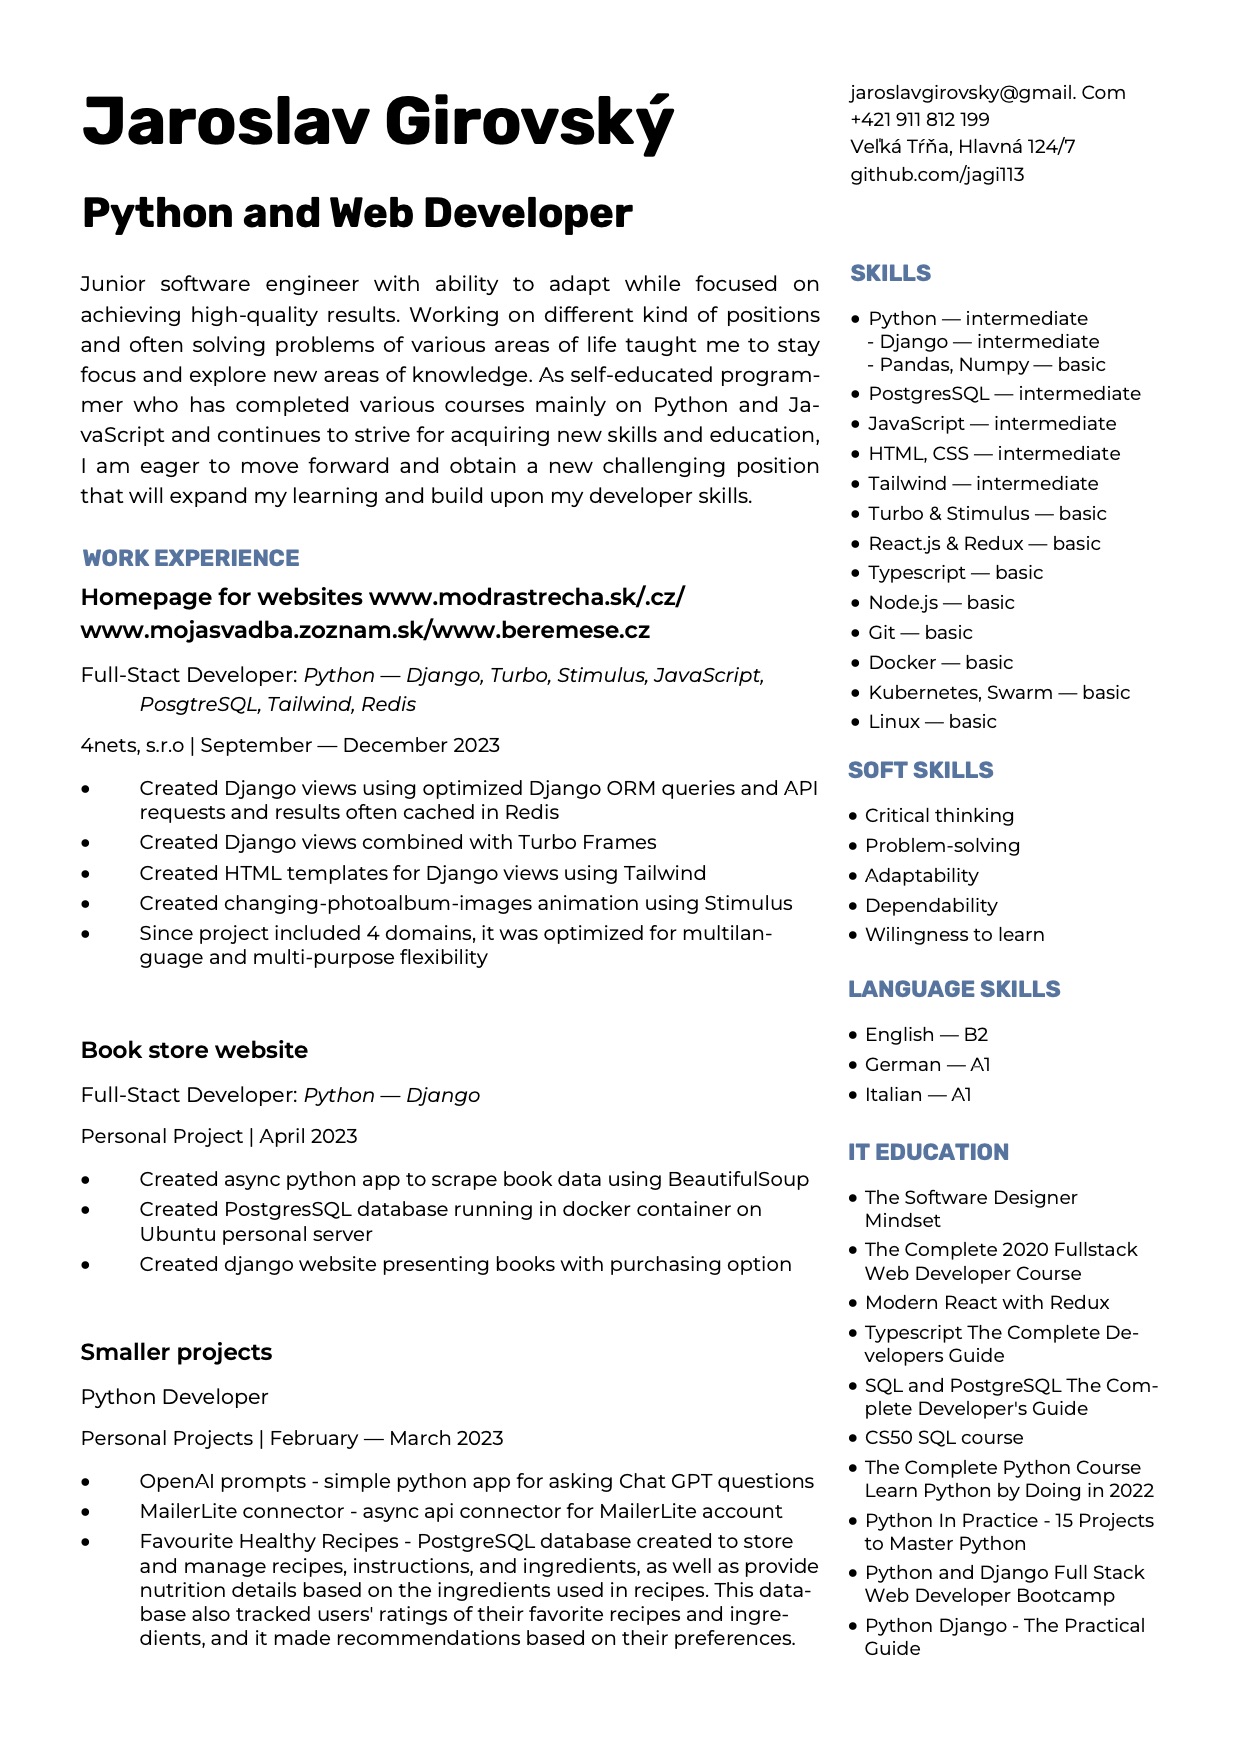 Jaroslav Girovský
Python and Web Developer
Junior software engineer with ability to adapt while focused on
achieving high-quality results. Working on different kind of positions
and often solving problems of various areas of life taught me to stay
focus and explore new areas of knowledge. As self-educated program-
mer who has completed various courses mainly on Python and Ja-
vaScript and continues to strive for acquiring new skills and education,
I am eager to move forward and obtain a new challenging position
that will expand my learning and build upon my developer skills.
WORK EXPERIENCE
Homepage for websites www.modrastrecha.sk/.cz/
www.mojasvadba.zoznam.sk/www.beremese.cz
Full-Stact Developer: Python — Django, Turbo, Stimulus, JavaScript,
PosgtreSQL, Tailwind, Redis
4nets, s.r.o | September — December 2023
• Created Django views using optimized Django ORM queries and API
requests and results often cached in Redis
• Created Django views combined with Turbo Frames
• Created HTML templates for Django views using Tailwind
• Created changing-photoalbum-images animation using Stimulus
• Since project included 4 domains, it was optimized for multilan-
guage and multi-purpose flexibility
Book store website
Full-Stact Developer: Python — Django
Personal Project | April 2023
• Created async python app to scrape book data using BeautifulSoup
• Created PostgresSQL database running in docker container on
Ubuntu personal server
• Created django website presenting books with purchasing option
Smaller projects
Python Developer
Personal Projects | February — March 2023
• OpenAI prompts - simple python app for asking Chat GPT questions
• MailerLite connector - async api connector for MailerLite account
• Favourite Healthy Recipes - PostgreSQL database created to store
and manage recipes, instructions, and ingredients, as well as provide
nutrition details based on the ingredients used in recipes. This data-
base also tracked users' ratings of their favorite recipes and ingre-
dients, and it made recommendations based on their preferences.
jaroslavgirovsky@gmail. Com
+421 911 812 199
Veľká Tŕňa, Hlavná 124/7
github.com/jagi113
SKILLS
• Python — intermediate
- Django — intermediate
- Pandas, Numpy — basic
• PostgresSQL — intermediate
• JavaScript — intermediate
• HTML, CSS — intermediate
• Tailwind — intermediate
• Turbo & Stimulus — basic
• React.js & Redux — basic
• Typescript — basic
• Node.js — basic
• Git — basic
• Docker — basic
• Kubernetes, Swarm — basic
• Linux — basic
SOFT SKILLS
• Critical thinking
• Problem-solving
• Adaptability
• Dependability
• Wilingness to learn
LANGUAGE SKILLS
• English — B2
• German — A1
• Italian — A1
IT EDUCATION
• The Software Designer
Mindset
• The Complete 2020 Fullstack
Web Developer Course
• Modern React with Redux
• Typescript The Complete De-
velopers Guide
• SQL and PostgreSQL The Com-
plete Developer's Guide
• CS50 SQL course
• The Complete Python Course
Learn Python by Doing in 2022
• Python In Practice - 15 Projects
to Master Python
• Python and Django Full Stack
Web Developer Bootcamp
• Python Django - The Practical
Guide